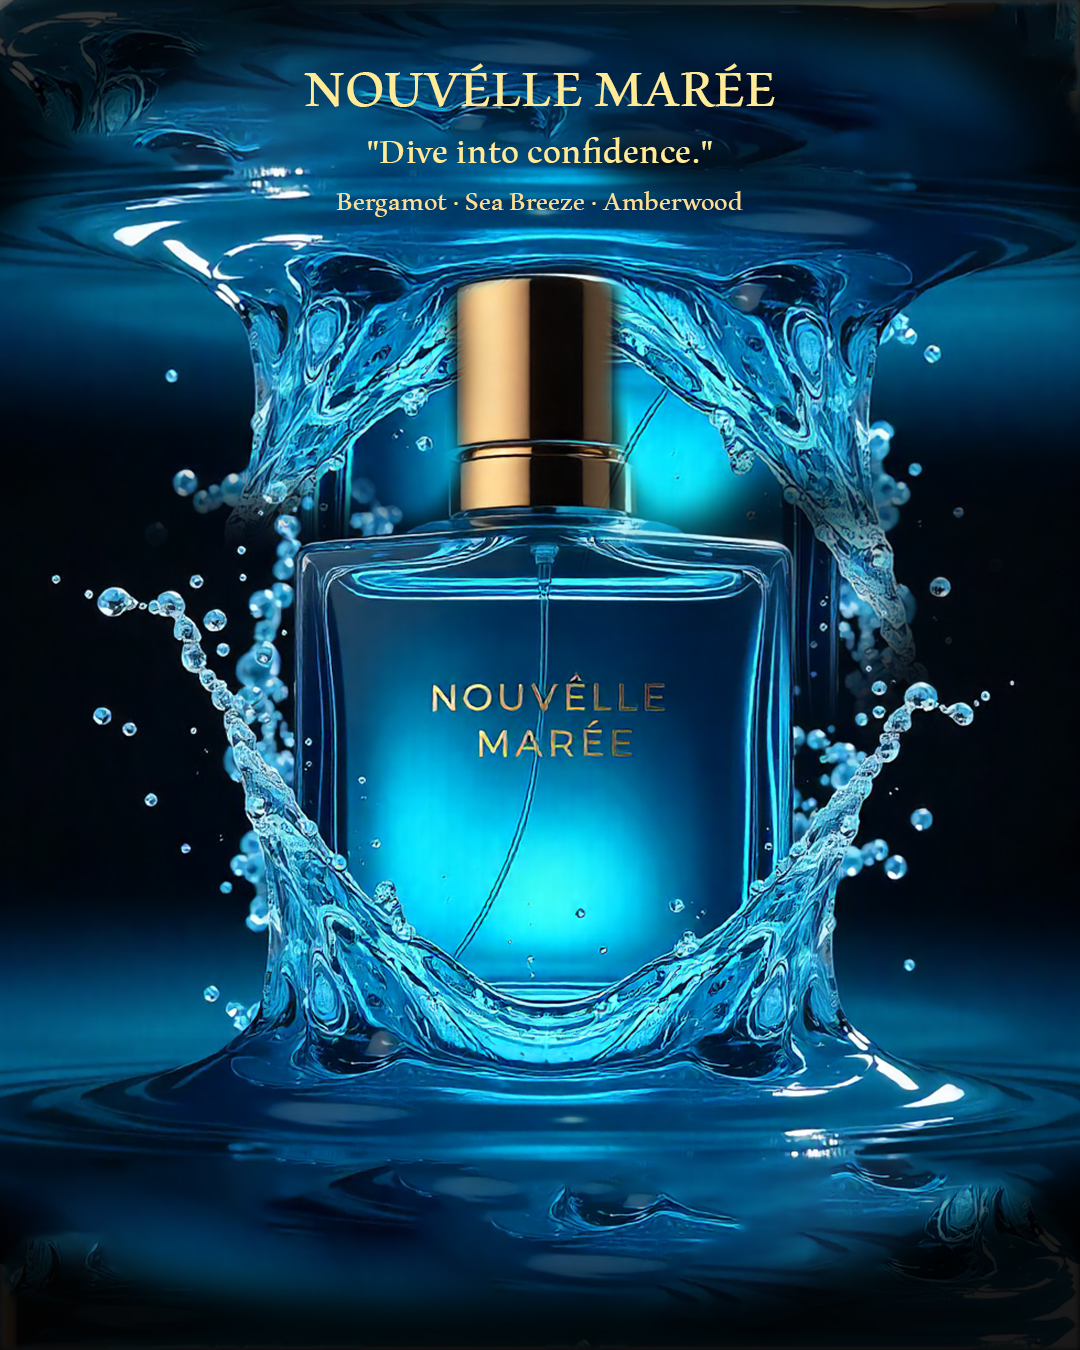 NOUVÉLLE MARÉE
"Dive into confidence."
Bergamot · Sea Breeze · Amberwood
NOUVÊLLE
MARÉE